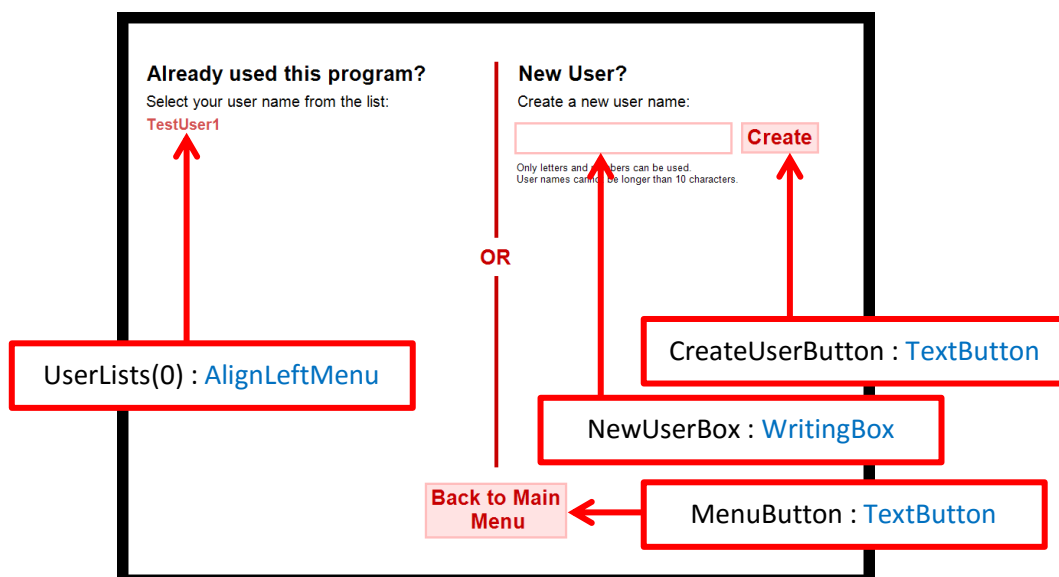 Already used this program?
Select your user name from the list:
TestUser1
New User?
Create a new user name:
Create
Only letters and numbers can be used.
User names cannot be longer than 10 characters.
OR
UserLists(0) : AlignLeftMenu
CreateUserButton : TextButton
NewUserBox : WritingBox
Back to Main
Menu
MenuButton : TextButton